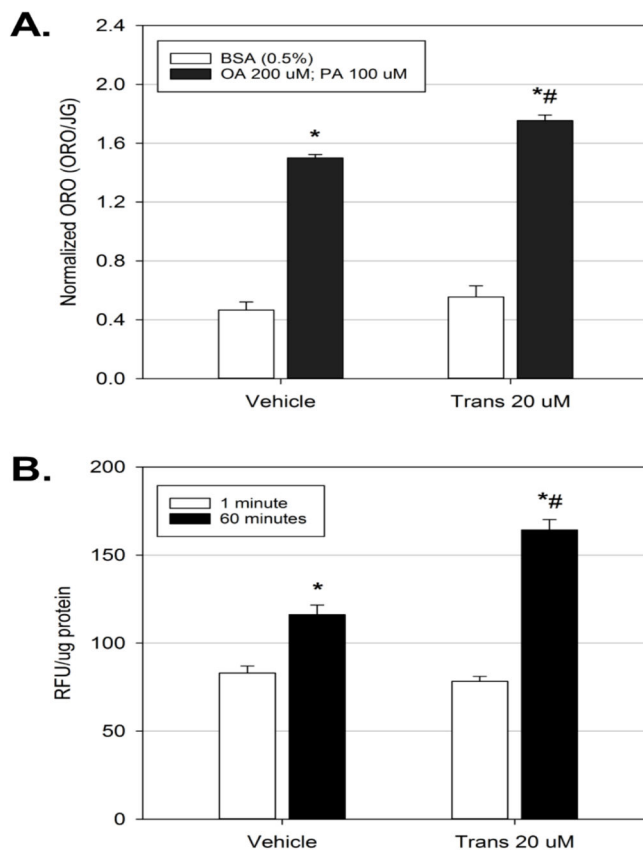 A.
2.4
2.0
1.6
1.2
0.8
0.4
0.0
Normalized ORO (ORO/JG)
BSA (0.5%)
OA 200 uM; PA 100 uM
*
*#
Vehicle Trans 20 uM
B.
200
150
100
50
0
RFU/ug protein
1 minute
60 minutes
*
*#
Vehicle Trans 20 uM